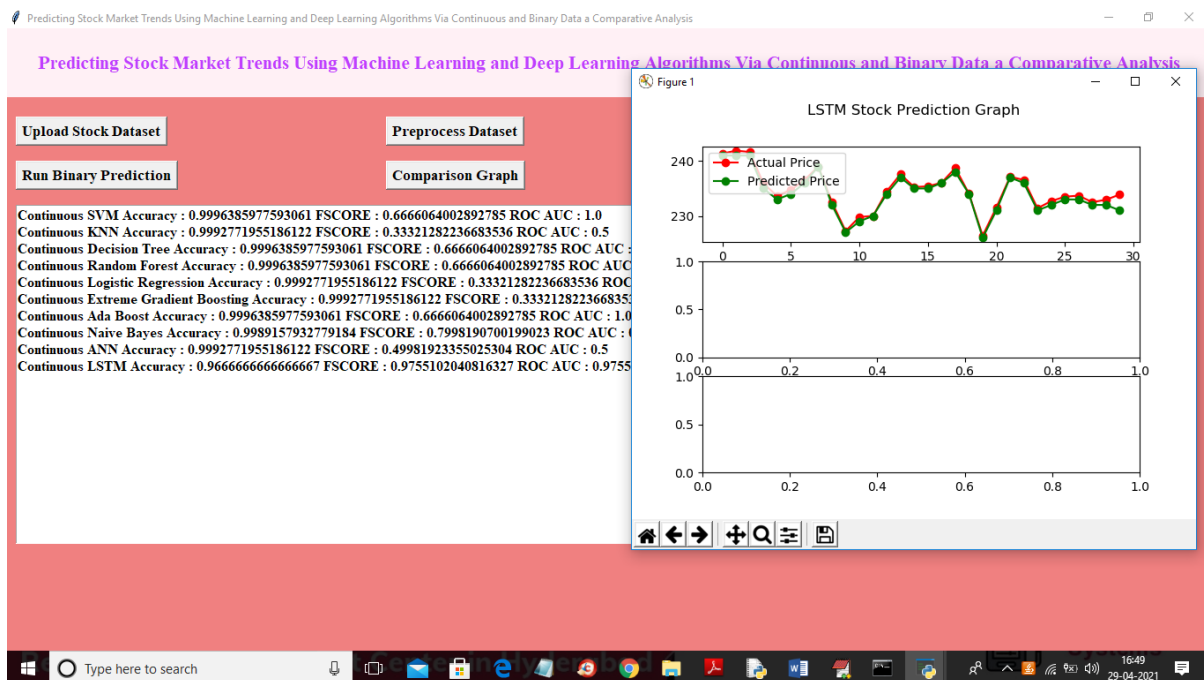 Predicting Stock Market Trends Using Machine Learning and Deep Learning Algorithms Via Continuous and Binary Data a Comparative Analysis
Predicting Stock Market Trends Using Machine Learning and Deep Learning Algorithms Via Continuous and Binary Data a Comparative Analysis
Upload Stock Dataset
Preprocess Dataset
Run Binary Prediction
Comparison Graph
Continuous SVM Accuracy : 0.9996385977593061 FSCORE : 0.6666064002892785 ROC AUC : 1.0
Continuous KNN Accuracy : 0.9992771955186122 FSCORE : 0.33321282236683536 ROC AUC : 0.5
Continuous Decision Tree Accuracy : 0.9996385977593061 FSCORE : 0.6666064002892785 ROC AUC :
Continuous Random Forest Accuracy : 0.9996385977593061 FSCORE : 0.6666064002892785 ROC AUC
Continuous Logistic Regression Accuracy : 0.9992771955186122 FSCORE : 0.33321282236683536 ROC
Continuous Extreme Gradient Boosting Accuracy : 0.9992771955186122 FSCORE : 0.3332128223668353
Continuous Ada Boost Accuracy : 0.9996385977593061 FSCORE : 0.6666064002892785 ROC AUC : 1.0
Continuous Naive Bayes Accuracy : 0.9989157932779184 FSCORE : 0.7998190700199023 ROC AUC :
Continuous ANN Accuracy : 0.9992771955186122 FSCORE : 0.49981923355025304 ROC AUC : 0.5
Continuous LSTM Accuracy : 0.9666666666666667 FSCORE : 0.9755102040816327 ROC AUC : 0.9755
Figure 1
LSTM Stock Prediction Graph
Actual Price
Predicted Price
240
230
0 5 10 15 20 25 30
1.0
0.5
0.0
0.0 0.2 0.4 0.6 0.8 1.0
1.0
0.5
0.0
0.0 0.2 0.4 0.6 0.8 1.0
Type here to search
16:49
29-04-2021